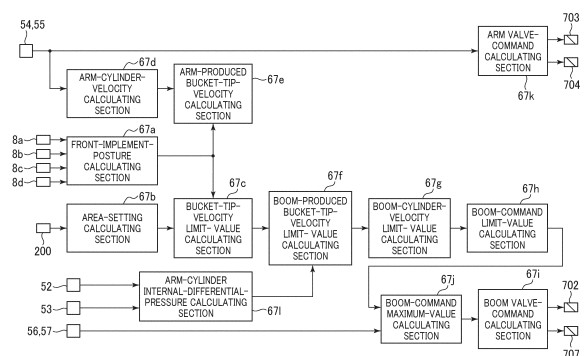 54,55
ARM VALVE-
COMMAND
CALCULATING
SECTION
67k
703
704
67d
ARM-CYLINDER-
VELOCITY
CALCULATING
SECTION
ARM-PRODUCED
BUCKET-TIP-
VELOCITY
CALCULATING
SECTION
67e
8a
8b
8c
8d
67a
FRONT-IMPLEMENT-
POSTURE
CALCULATING
SECTION
67b
AREA-SETTING
CALCULATING
SECTION
200
67c
BUCKET-TIP-
VELOCITY
LIMIT-VALUE
CALCULATING
SECTION
67f
BOOM-PRODUCED
BUCKET-TIP-
VELOCITY
LIMIT-VALUE
CALCULATING
SECTION
67g
BOOM-CYLINDER-
VELOCITY
LIMIT-VALUE
CALCULATING
SECTION
67h
BOOM-COMMAND
LIMIT-VALUE
CALCULATING
SECTION
52
53
56,57
ARM-CYLINDER
INTERNAL-DIFFERENTIAL-
PRESSURE CALCULATING
SECTION
67l
67j
BOOM-COMMAND
MAXIMUM-VALUE
CALCULATING
SECTION
67i
BOOM VALVE-
COMMAND
CALCULATING
SECTION
702
707